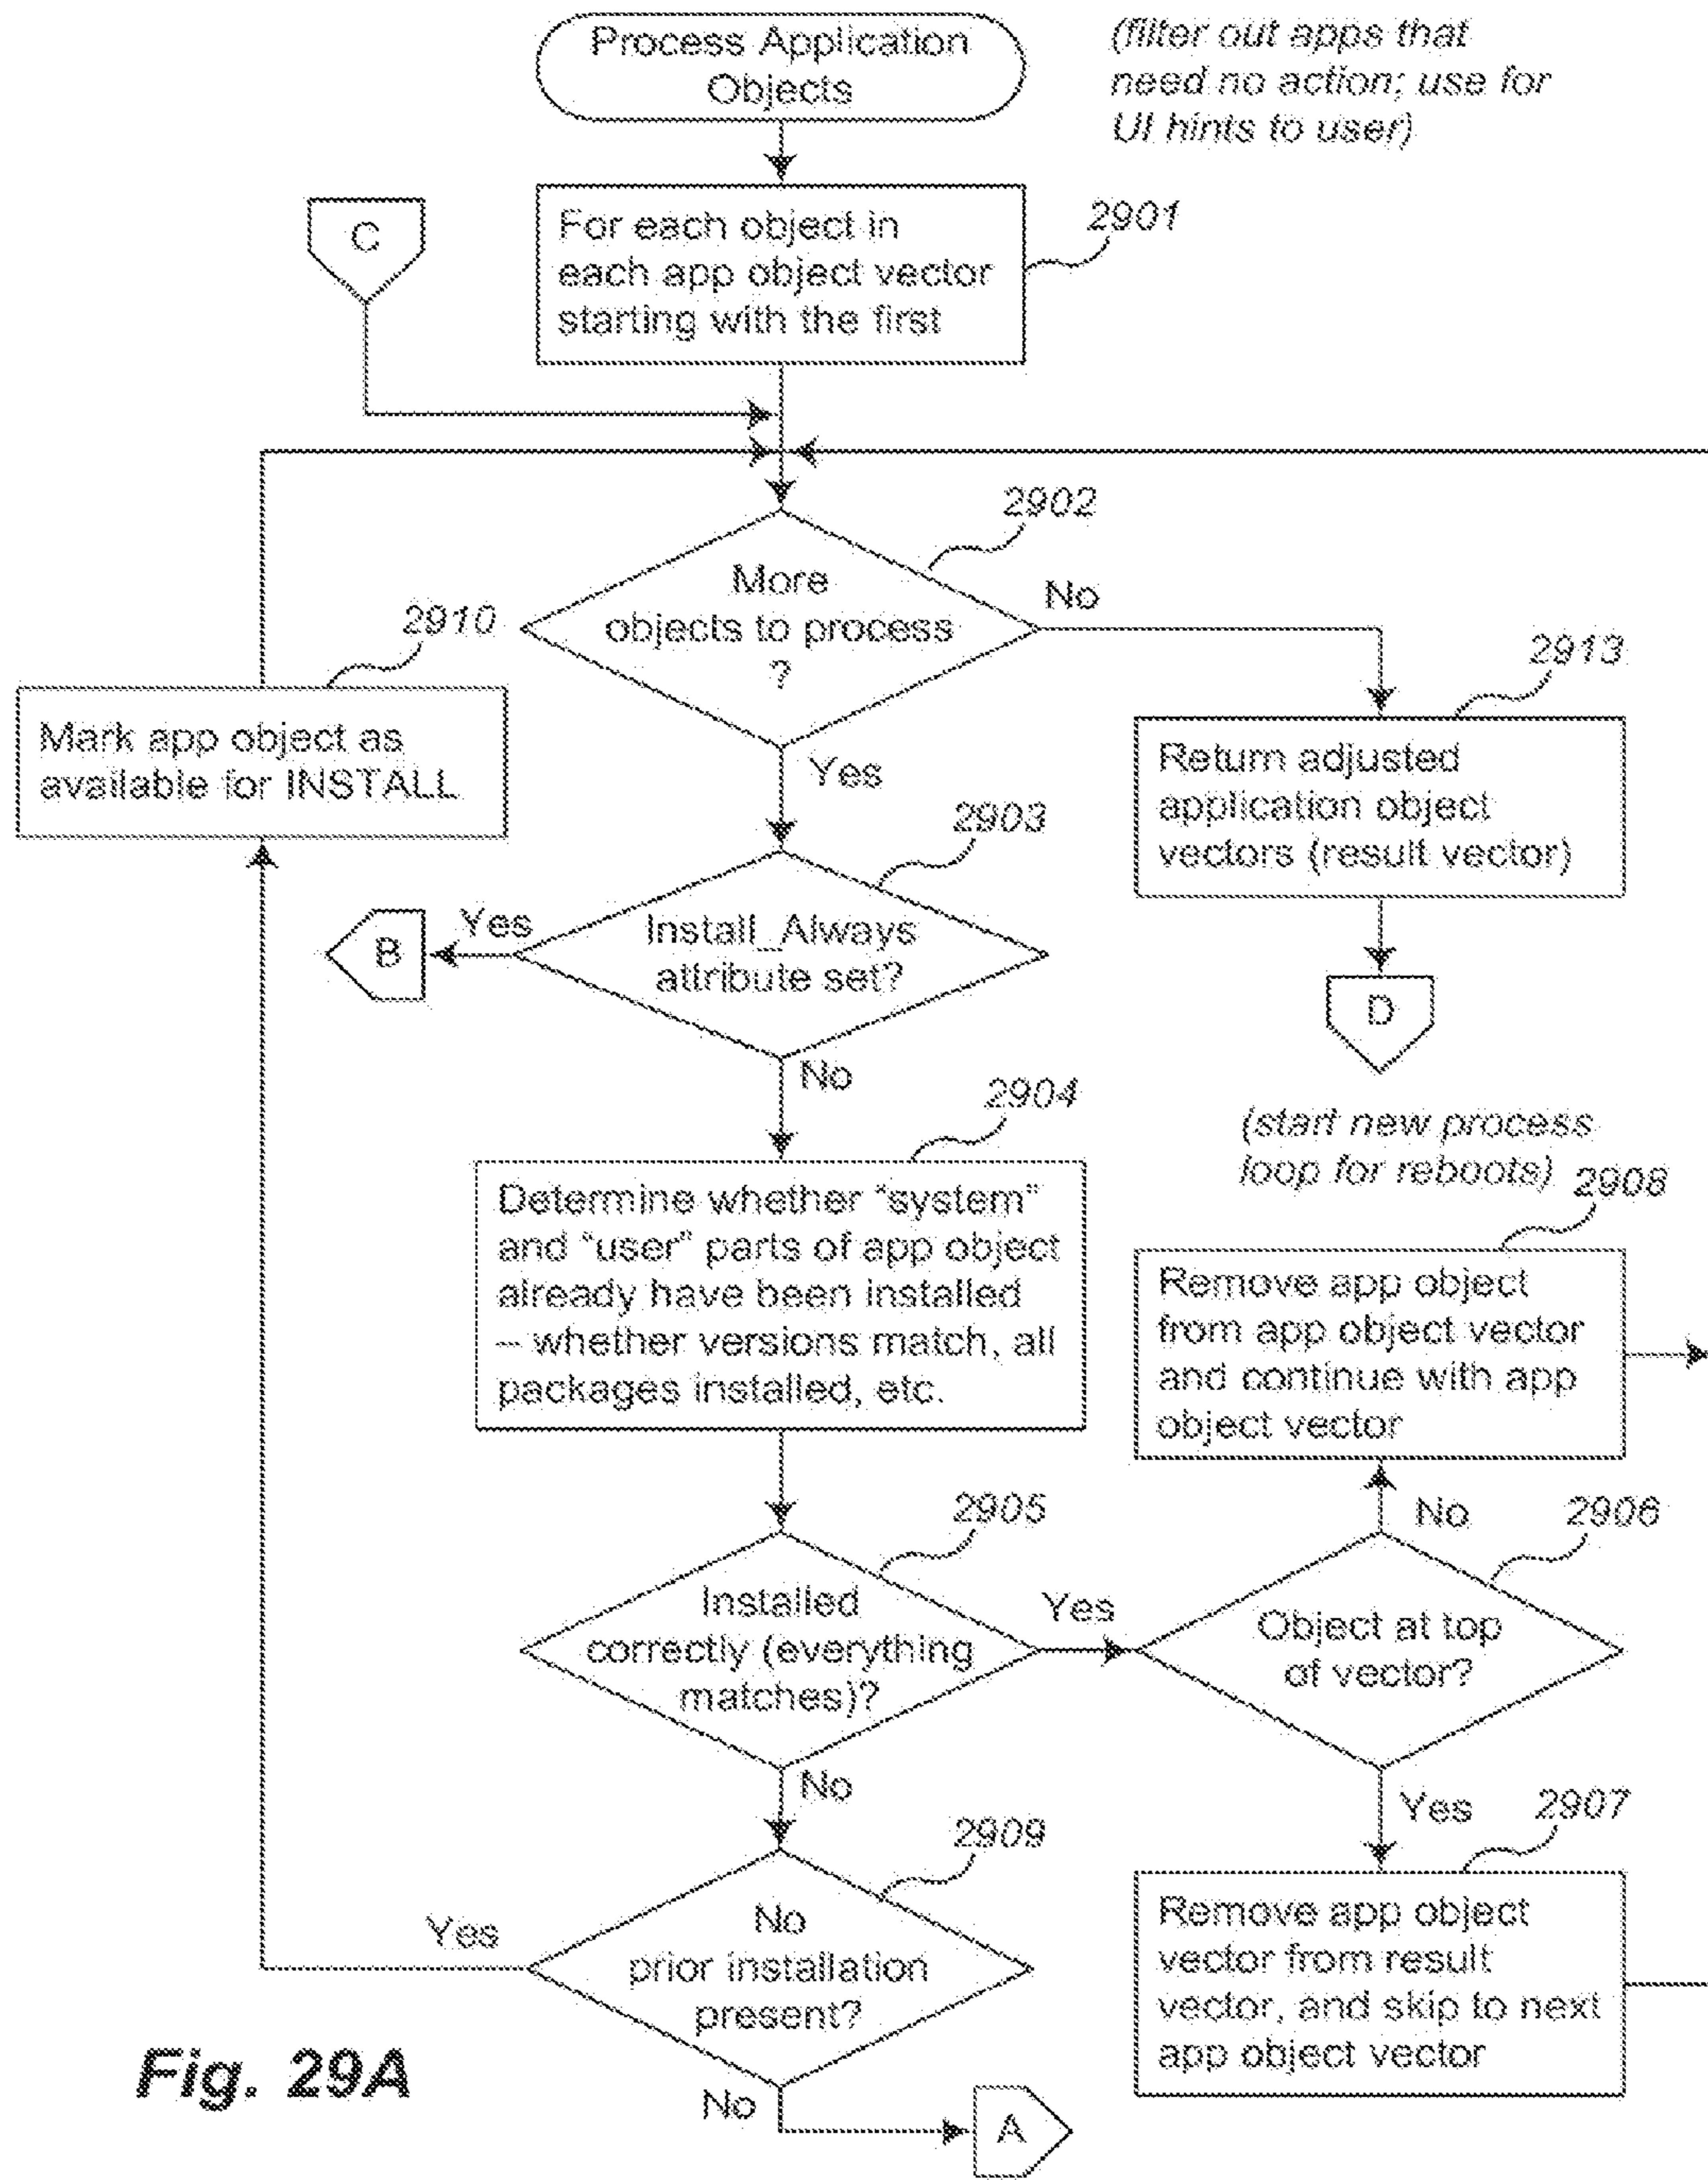 Process Application
Objects
(filter out apps that
need no action; use for
UI hints to user)
C
For each object in
each app object vector
starting with the first
2901
2902
More
objects to process
?
No
Yes
2910
Mark app object as
available for INSTALL
2913
Return adjusted
application object
vectors (result vector)
2903
Install_Always
attribute set?
Yes
B
No
D
(start new process
loop for reboots)
2904
Determine whether "system"
and "user" parts of app object
already have been installed
– whether versions match, all
packages installed, etc.
2908
Remove app object
from app object vector
and continue with app
object vector
2905
Installed
correctly (everything
matches)?
Yes
No
2906
Object at top
of vector?
No
Yes
2909
No
prior installation
present?
Yes
No
2907
Remove app object
vector from result
vector, and skip to next
app object vector
A
Fig. 29A